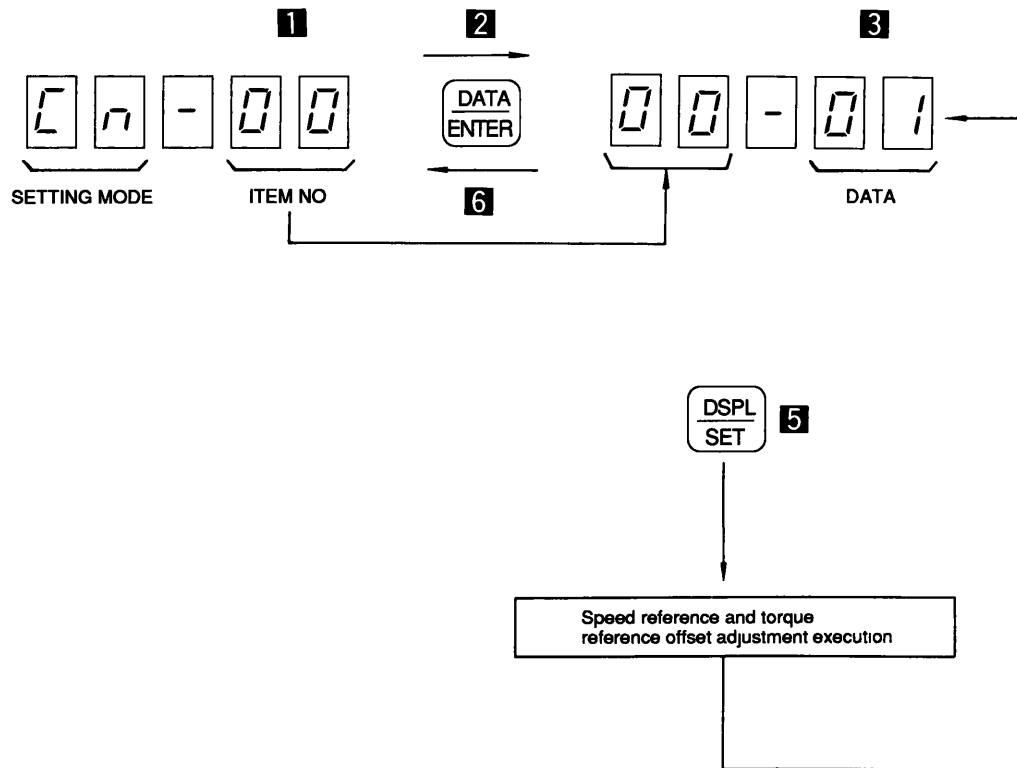 1
2
3
Cn-00
DATA
ENTER
00-01
SETTING MODE
ITEM NO
6
DATA
DSPL
SET
5
Speed reference and torque
reference offset adjustment execution